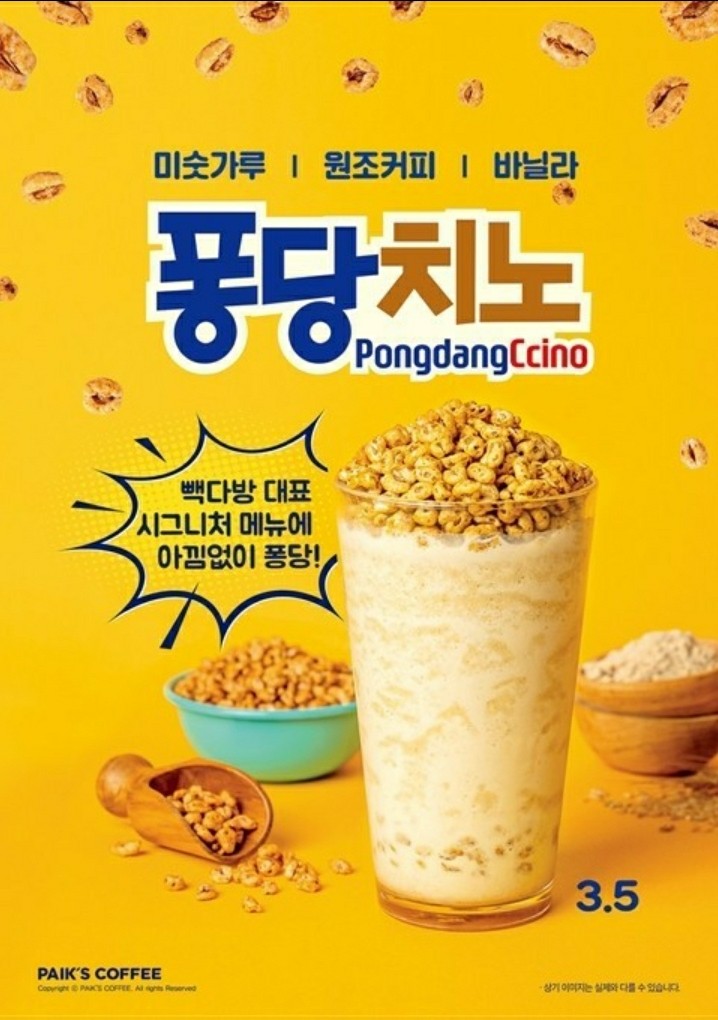 미숫가루 | 원조커피 | 바닐라
퐁당치노
PongdangCcino
빽다방 대표
시그니처 메뉴에
아낌없이 퐁당!
3.5
PAIK'S COFFEE
Copyright ⓒ PAIK'S COFFEE. All rights Reserved
· 상기 이미지는 실제와 다를 수 있습니다.